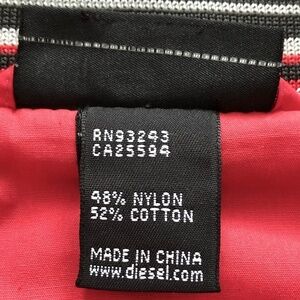 RN93243
CA25594
48% NYLON
52% COTTON
MADE IN CHINA
www.diesel.com